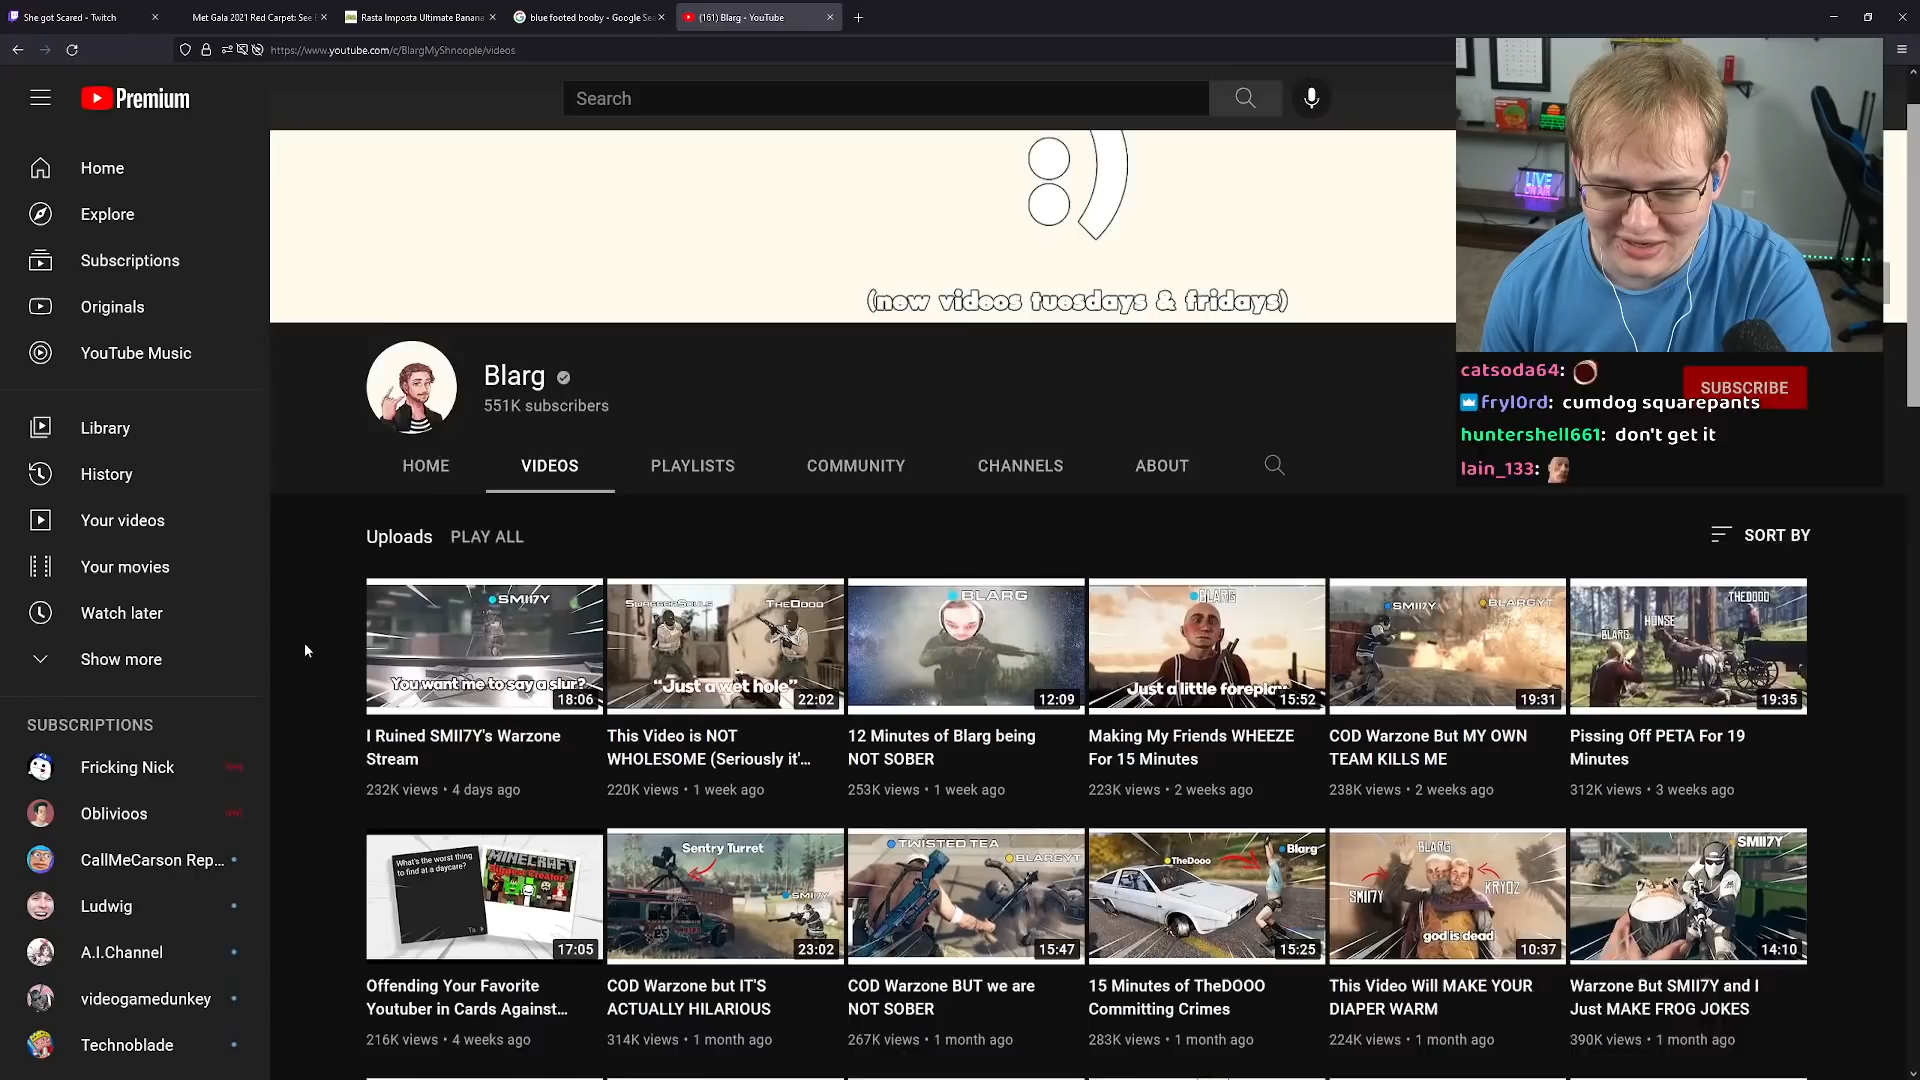 She got Scared - Twitch
Met Gala 2021 Red Carpet: See
Rasta Imposta Ultimate Banana
blue footed booby - Google Sea
(161) Blarg - YouTube
https://www.youtube.com/c/BlargMyShnoople/videos
Premium
Search
Home
Explore
Subscriptions
Originals
YouTube Music
Library
History
Your videos
Your movies
Watch later
Show more
SUBSCRIPTIONS
Fricking Nick
Oblivioos
CallMeCarson Rep...
Ludwig
A.I.Channel
videogamedunkey
Technoblade
:)
(new videos tuesdays & fridays)
LIVE
ON AIR
Blarg
551K subscribers
SUBSCRIBE
catsoda64:
fryl0rd: cumdog squarepants
huntershell661: don't get it
lain_133:
HOME VIDEOS PLAYLISTS COMMUNITY CHANNELS ABOUT
Uploads PLAY ALL
SORT BY
SMII7Y
You want me to say a slur?
18:06
SWAGGERSOULS THEDOOO
"Just a wet hole"
22:02
BLARG
12:09
BLARG
Just a little foreplay
15:52
SMII7Y BLARGYT
19:31
THEDOOO
HONSE
BLARG
19:35
I Ruined SMII7Y's Warzone
Stream
232K views • 4 days ago
This Video is NOT
WHOLESOME (Seriously it'...
220K views • 1 week ago
12 Minutes of Blarg being
NOT SOBER
253K views • 1 week ago
Making My Friends WHEEZE
For 15 Minutes
223K views • 2 weeks ago
COD Warzone But MY OWN
TEAM KILLS ME
238K views • 2 weeks ago
Pissing Off PETA For 19
Minutes
312K views • 3 weeks ago
What's the worst thing
to find at a daycare?
MINECRAFT
Biggest Creator?
17:05
Sentry Turret
SMII7Y
23:02
TWISTED TEA
BLARGYT
15:47
TheDooo
Blarg
15:25
BLARG
SMII7Y
KRYOZ
god is dead
10:37
SMII7Y
14:10
Offending Your Favorite
Youtuber in Cards Against...
216K views • 4 weeks ago
COD Warzone but IT'S
ACTUALLY HILARIOUS
314K views • 1 month ago
COD Warzone BUT we are
NOT SOBER
267K views • 1 month ago
15 Minutes of TheDOOO
Committing Crimes
283K views • 1 month ago
This Video Will MAKE YOUR
DIAPER WARM
224K views • 1 month ago
Warzone But SMII7Y and I
Just MAKE FROG JOKES
390K views • 1 month ago